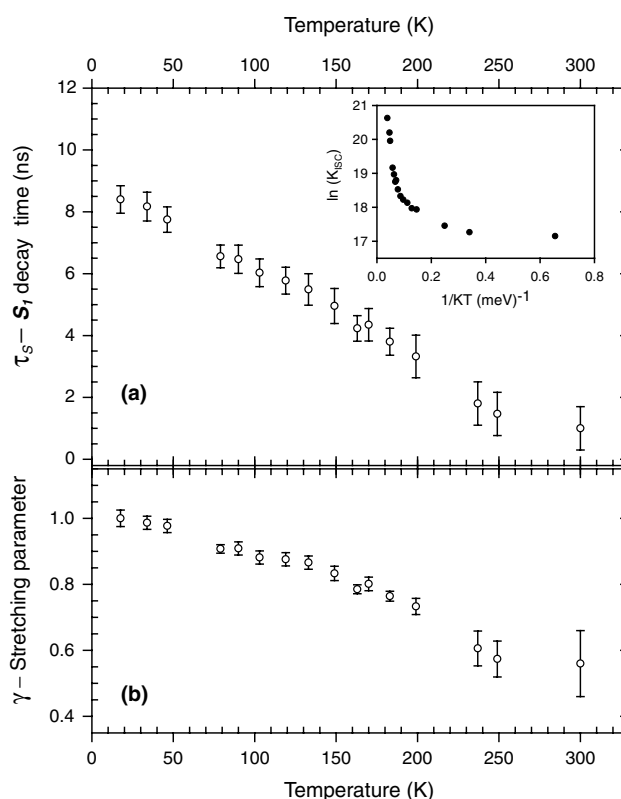 Temperature (K)
0 50 100 150 200 250 300
12
10
8
6
4
2
0
τS – S1 decay time (ns)
(a)
21
20
19
18
17
ln (KISC)
0.0 0.2 0.4 0.6 0.8
1/KT (meV)-1
1.0
0.8
0.6
0.4
γ – Stretching parameter
(b)
0 50 100 150 200 250 300
Temperature (K)